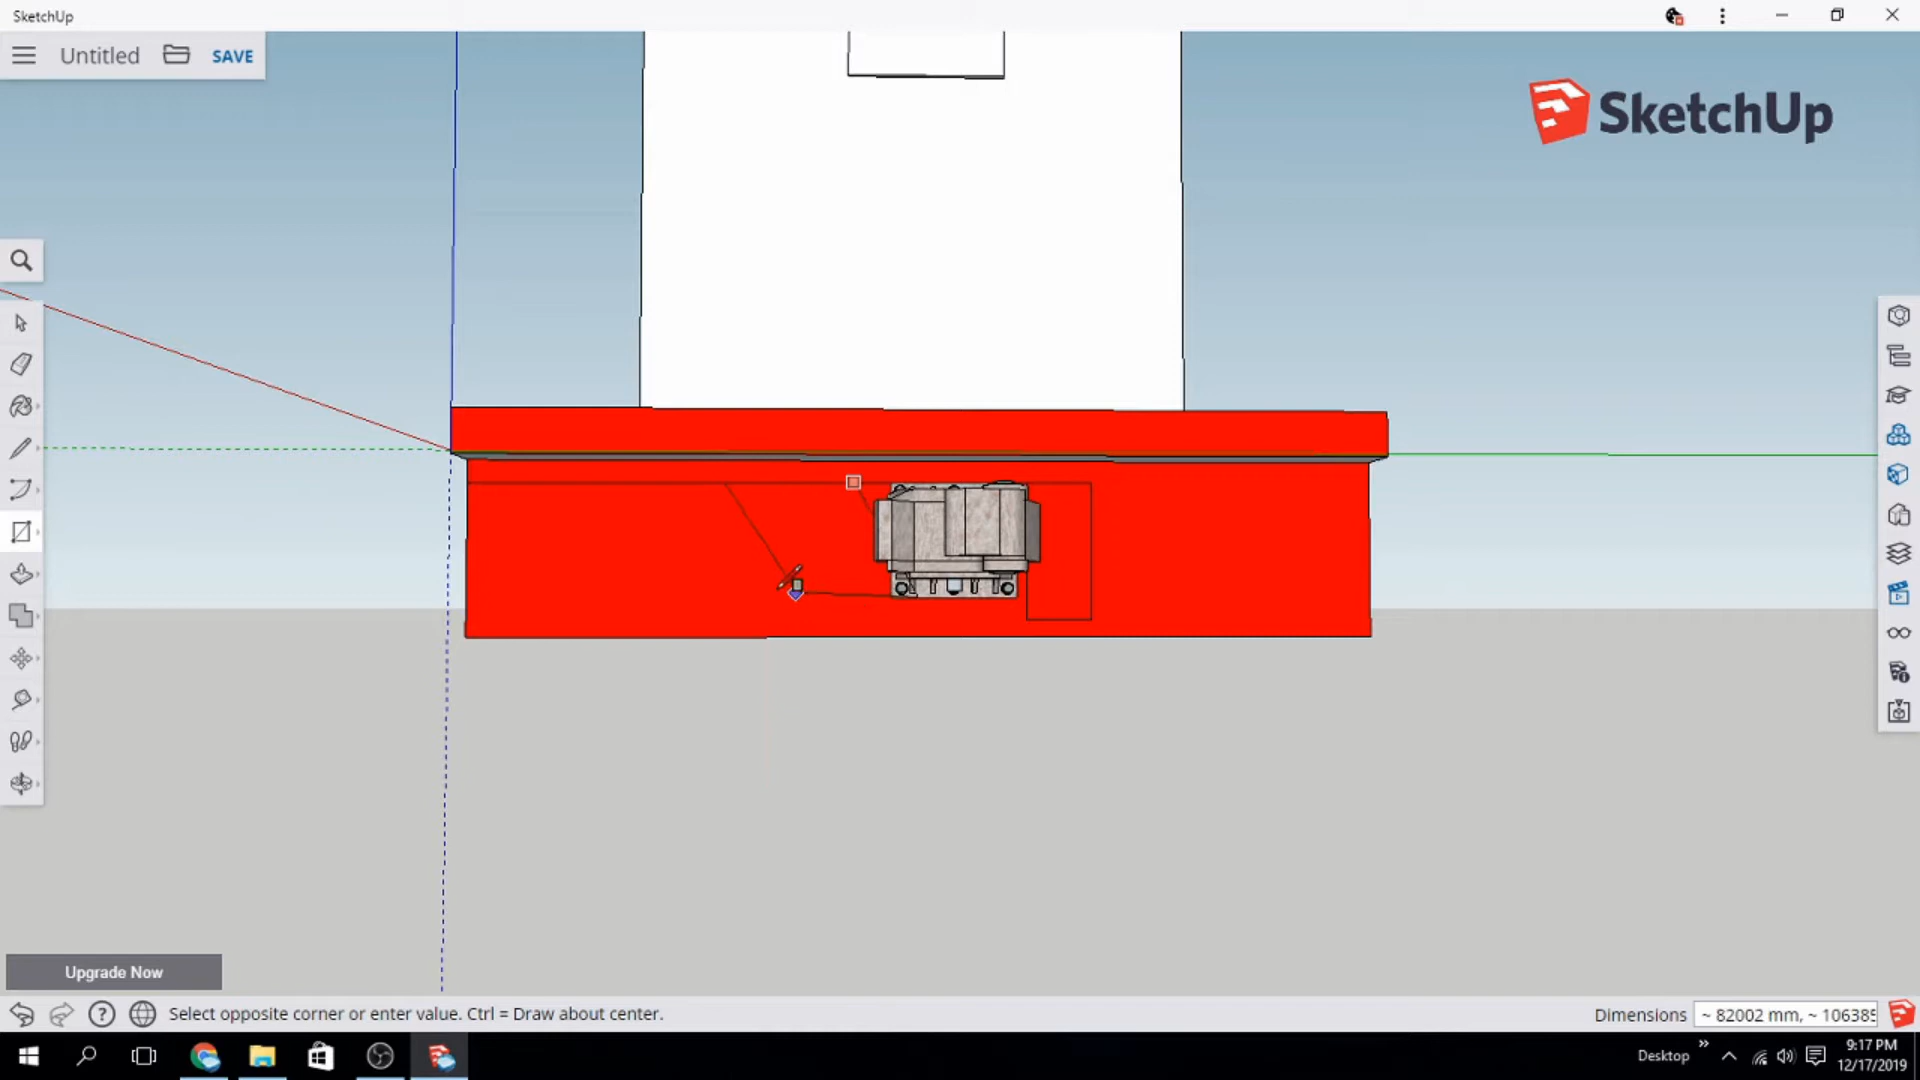 SketchUp
Untitled
SAVE
SketchUp
Upgrade Now
Select opposite corner or enter value. Ctrl = Draw about center.
Dimensions
~ 82002 mm, ~ 106385
Desktop
9:17 PM
12/17/2019